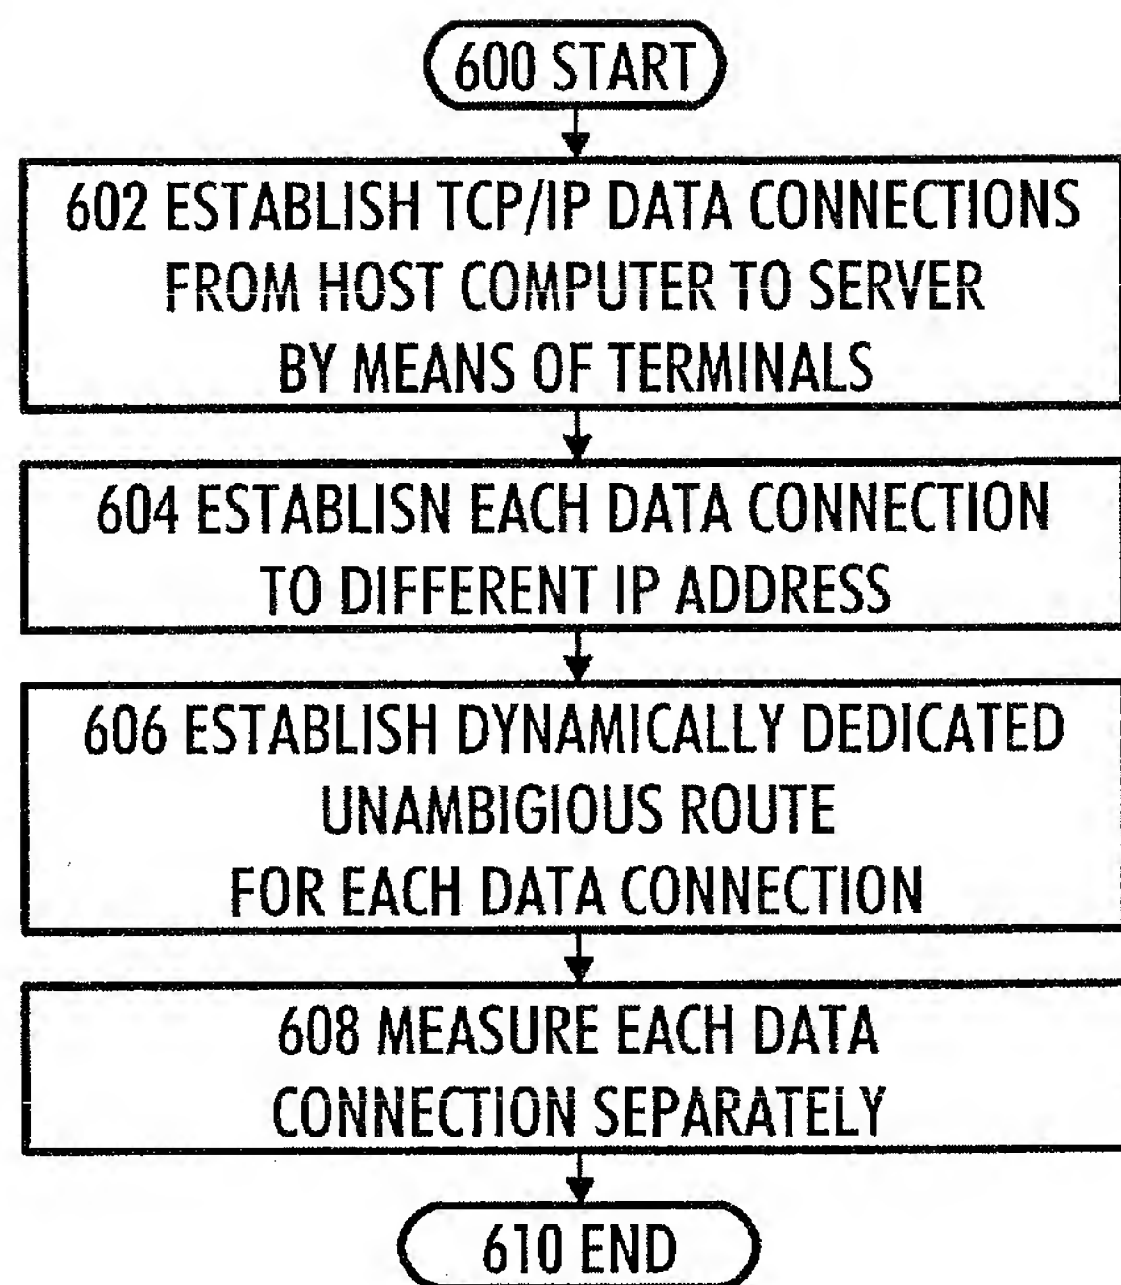 600 START
602 ESTABLISH TCP/IP DATA CONNECTIONS
FROM HOST COMPUTER TO SERVER
BY MEANS OF TERMINALS
604 ESTABLISN EACH DATA CONNECTION
TO DIFFERENT IP ADDRESS
606 ESTABLISH DYNAMICALLY DEDICATED
UNAMBIGIOUS ROUTE
FOR EACH DATA CONNECTION
608 MEASURE EACH DATA
CONNECTION SEPARATELY
610 END